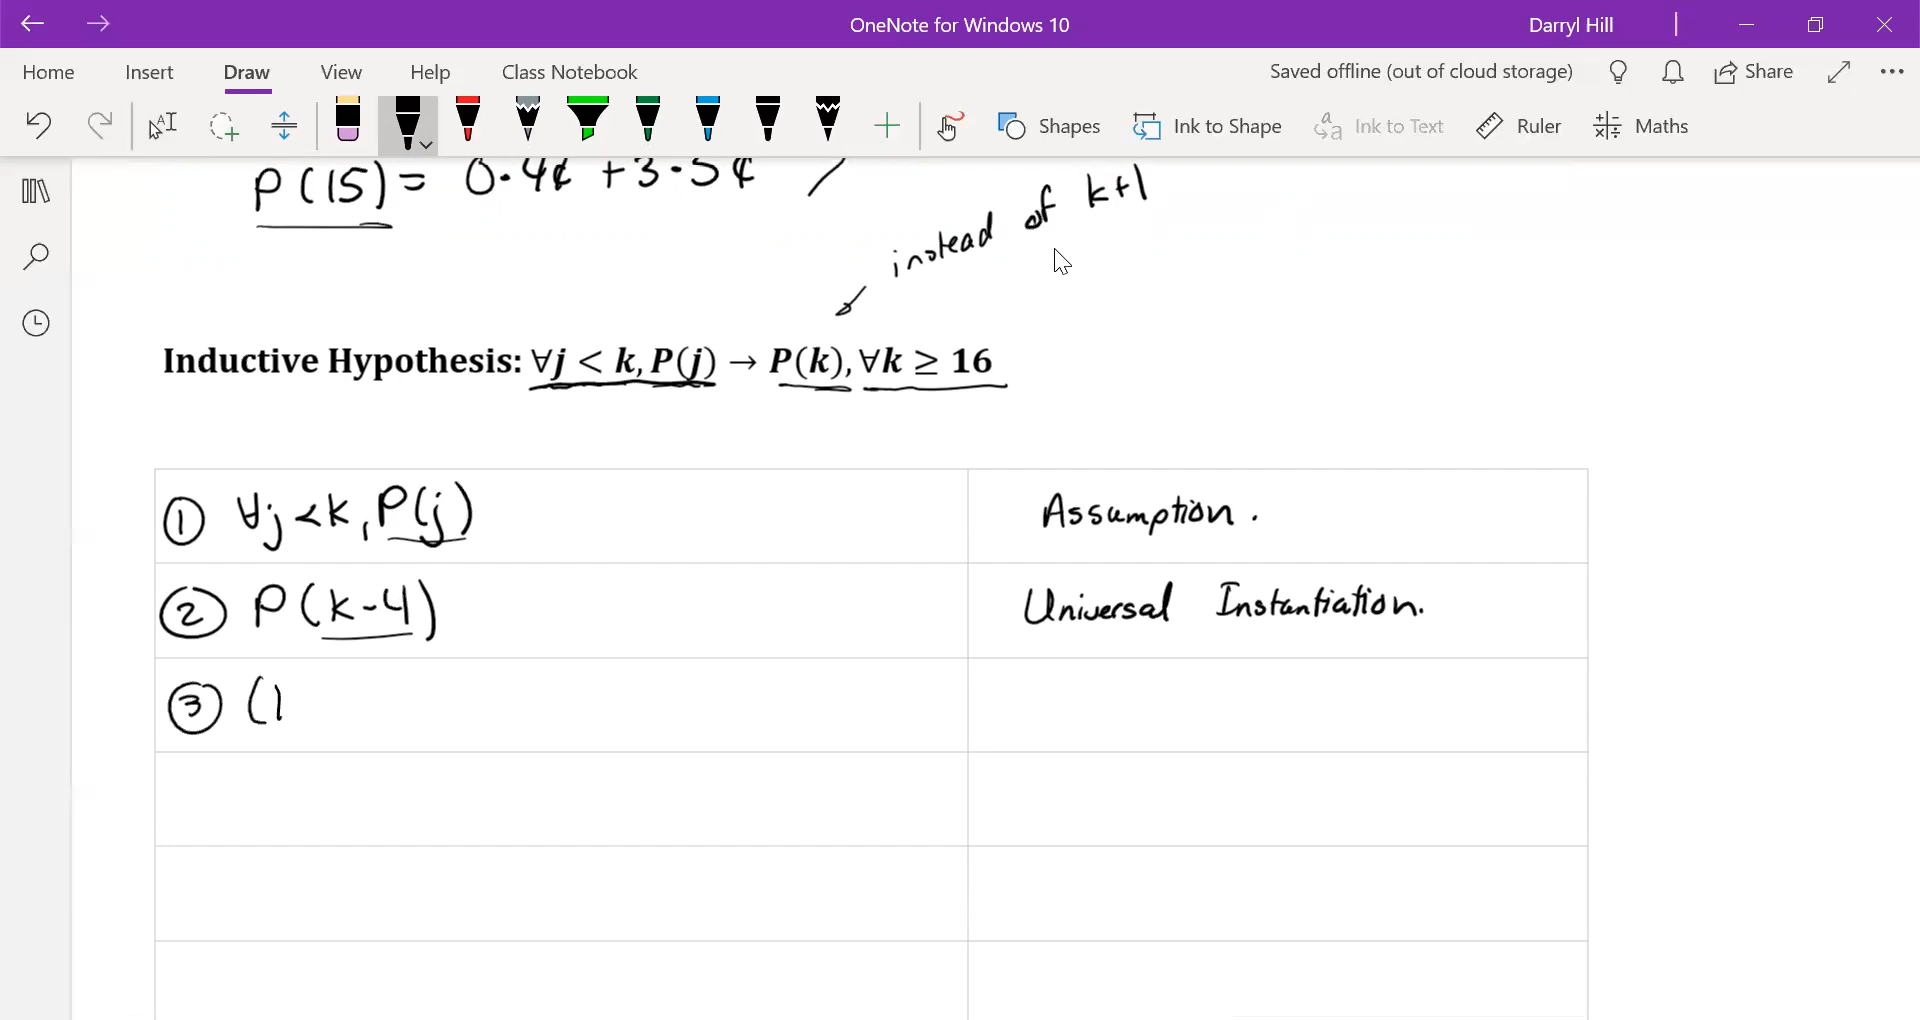 OneNote for Windows 10
Darryl Hill
Home Insert Draw View Help Class Notebook
Saved offline (out of cloud storage) Share
Shapes Ink to Shape Ink to Text Ruler Maths
P(15) = 0·4¢ + 3·5¢
instead of k+1
Inductive Hypothesis: ∀j < k, P(j) → P(k), ∀k ≥ 16
① ∀j < k, P(j) Assumption.
② P(k-4) Universal Instantiation.
③ (